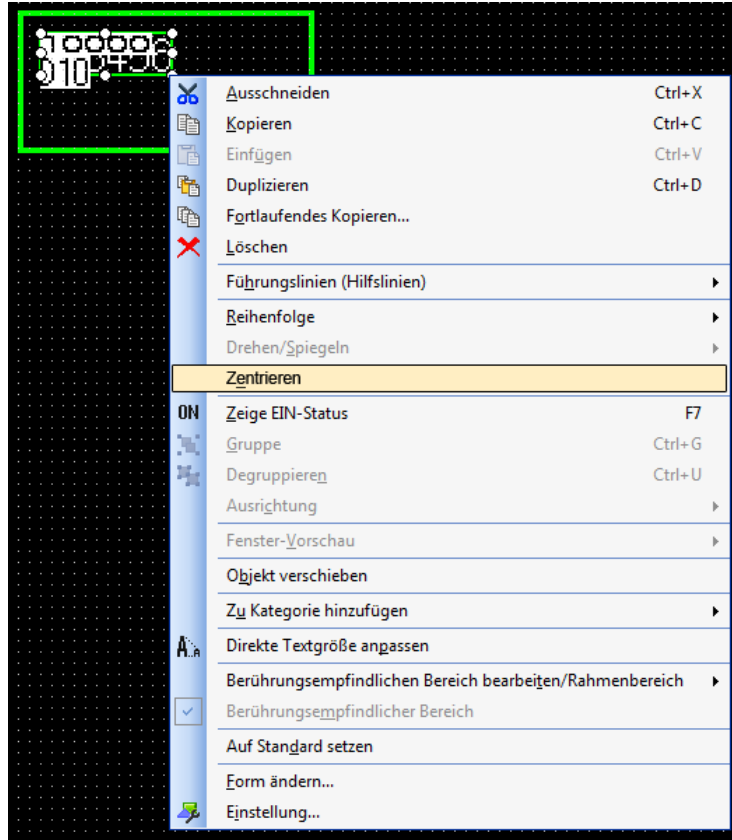 010
Ausschneiden Ctrl+X
Kopieren Ctrl+C
Einfügen Ctrl+V
Duplizieren Ctrl+D
Fortlaufendes Kopieren...
Löschen
Führungslinien (Hilfslinien)
Reihenfolge
Drehen/Spiegeln
Zentrieren
ON Zeige EIN-Status F7
Gruppe Ctrl+G
Degruppieren Ctrl+U
Ausrichtung
Fenster-Vorschau
Objekt verschieben
Zu Kategorie hinzufügen
Direkte Textgröße anpassen
Berührungsempfindlichen Bereich bearbeiten/Rahmenbereich
Berührungsempfindlicher Bereich
Auf Standard setzen
Form ändern...
Einstellung...